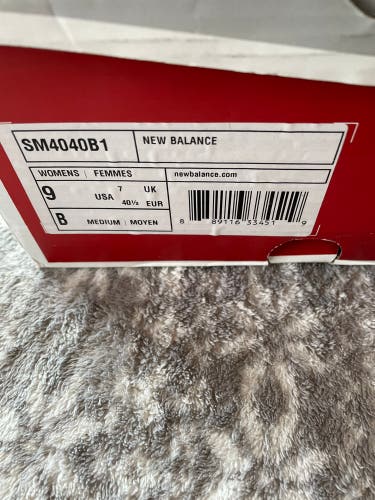 SM4040B1 NEW BALANCE
WOMENS FEMMES newbalance.com
9 USA 7 UK
40½ EUR
B MEDIUM MOYEN 8 89116 33451 9